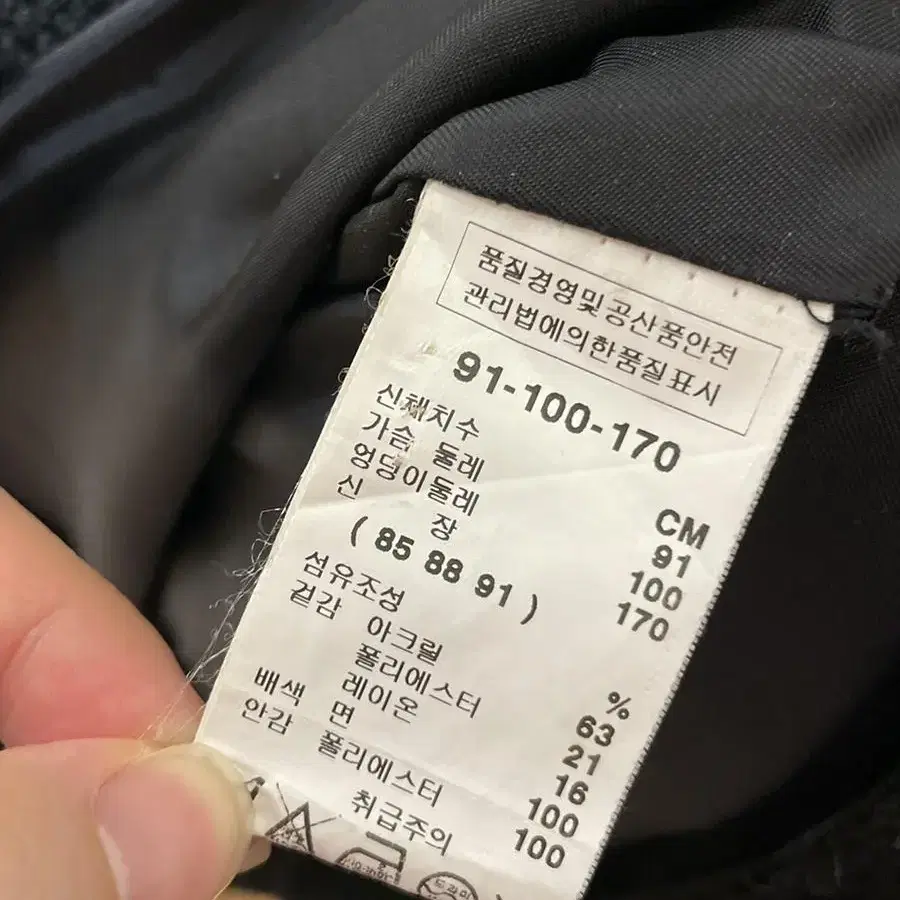 품질경영및공산품안전
관리법에의한품질표시
91-100-170
신체치수 CM
가슴 둘레 91
엉덩이둘레 100
신 장 170
( 85 88 91 )
섬유조성 %
겉감 아크릴 63
폴리에스터 21
레이온 16
배색 면 100
안감 폴리에스터 100
취급주의
드라이